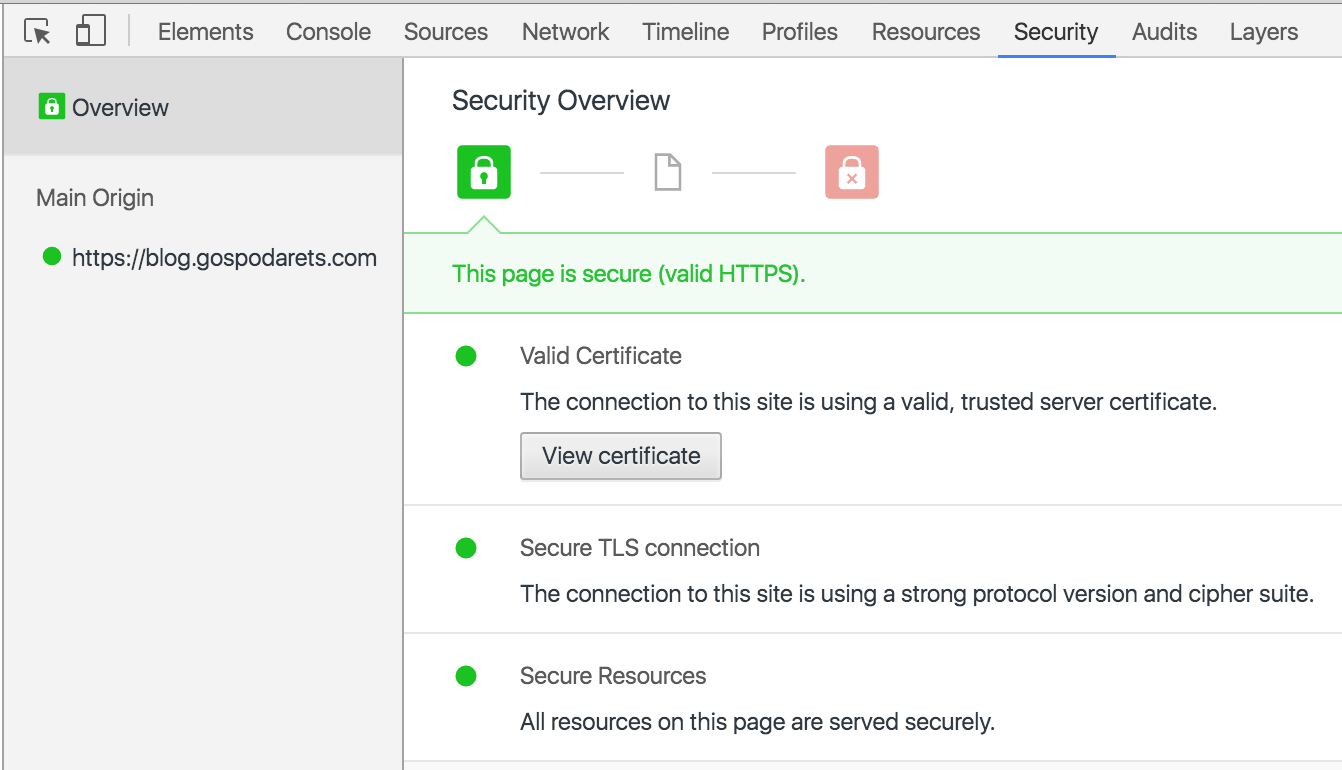 Elements Console Sources Network Timeline Profiles Resources Security Audits Layers
Overview
Main Origin
https://blog.gospodarets.com
Security Overview
This page is secure (valid HTTPS).
Valid Certificate
The connection to this site is using a valid, trusted server certificate.
View certificate
Secure TLS connection
The connection to this site is using a strong protocol version and cipher suite.
Secure Resources
All resources on this page are served securely.